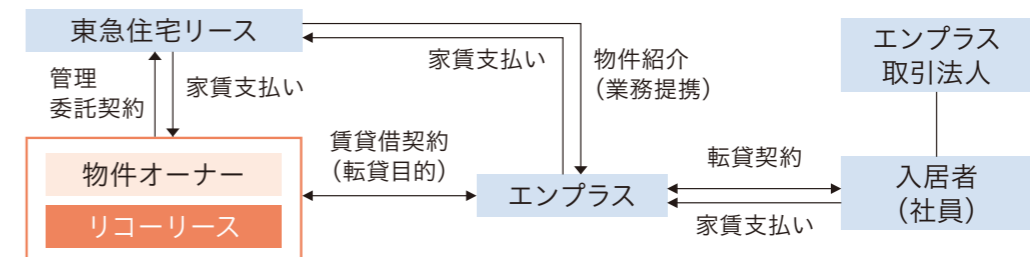 東急住宅リース
管理
委託契約
家賃支払い
家賃支払い
物件紹介
（業務提携）
エンプラス
取引法人
物件オーナー
リコーリース
賃貸借契約
（転貸目的）
エンプラス
転貸契約
家賃支払い
入居者
（社員）